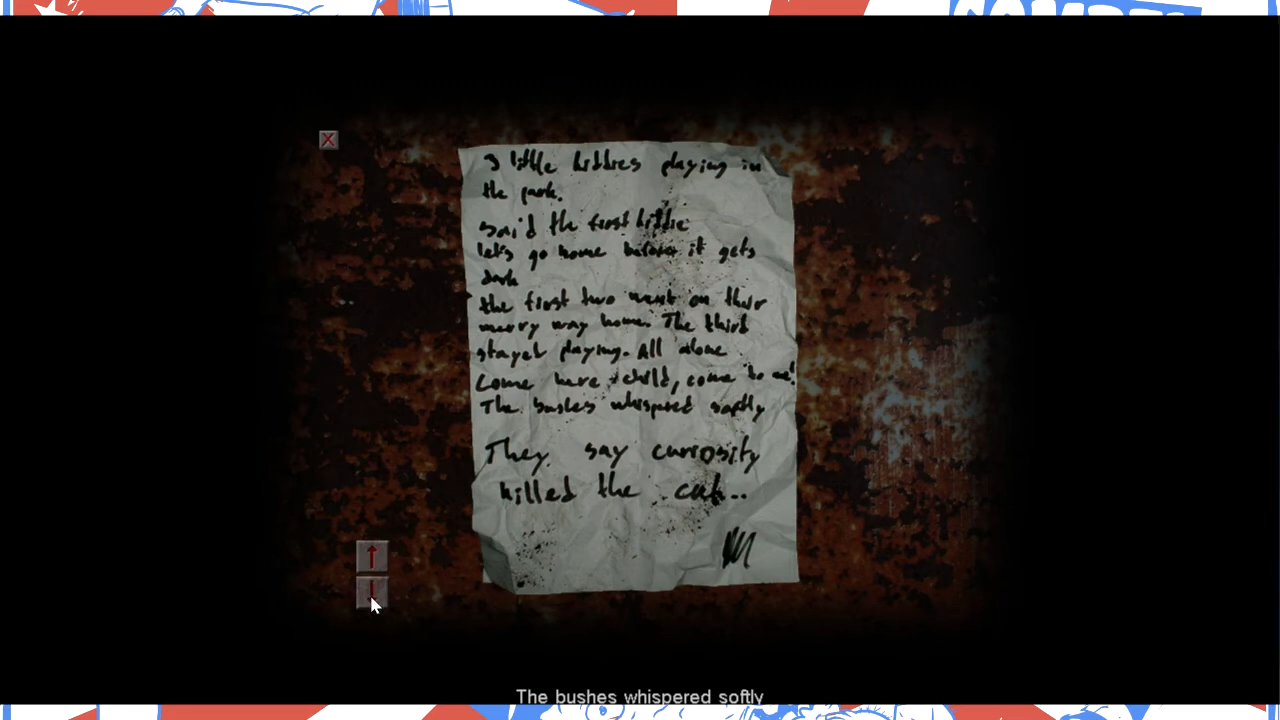 3 little kiddies playing in
the park.
said the first kiddie
let's go home before it gets
dark
the first two went on their
merry way home. The third
stayed playing. All alone
Come here child, come to me!
The bushes whispered softly
They say curiosity
killed the cat...
The bushes whispered softly